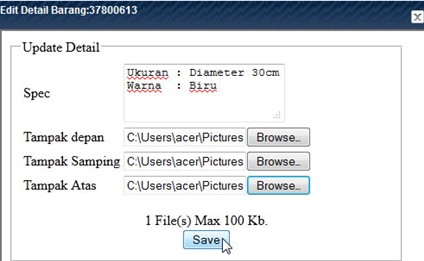 Edit Detail Barang:37800613
Update Detail
Spec
Ukuran : Diameter 30cm
Warna : Biru
Tampak depan C:\Users\acer\Pictures Browse..
Tampak Samping C:\Users\acer\Pictures Browse..
Tampak Atas C:\Users\acer\Pictures Browse..
1 File(s) Max 100 Kb.
Save